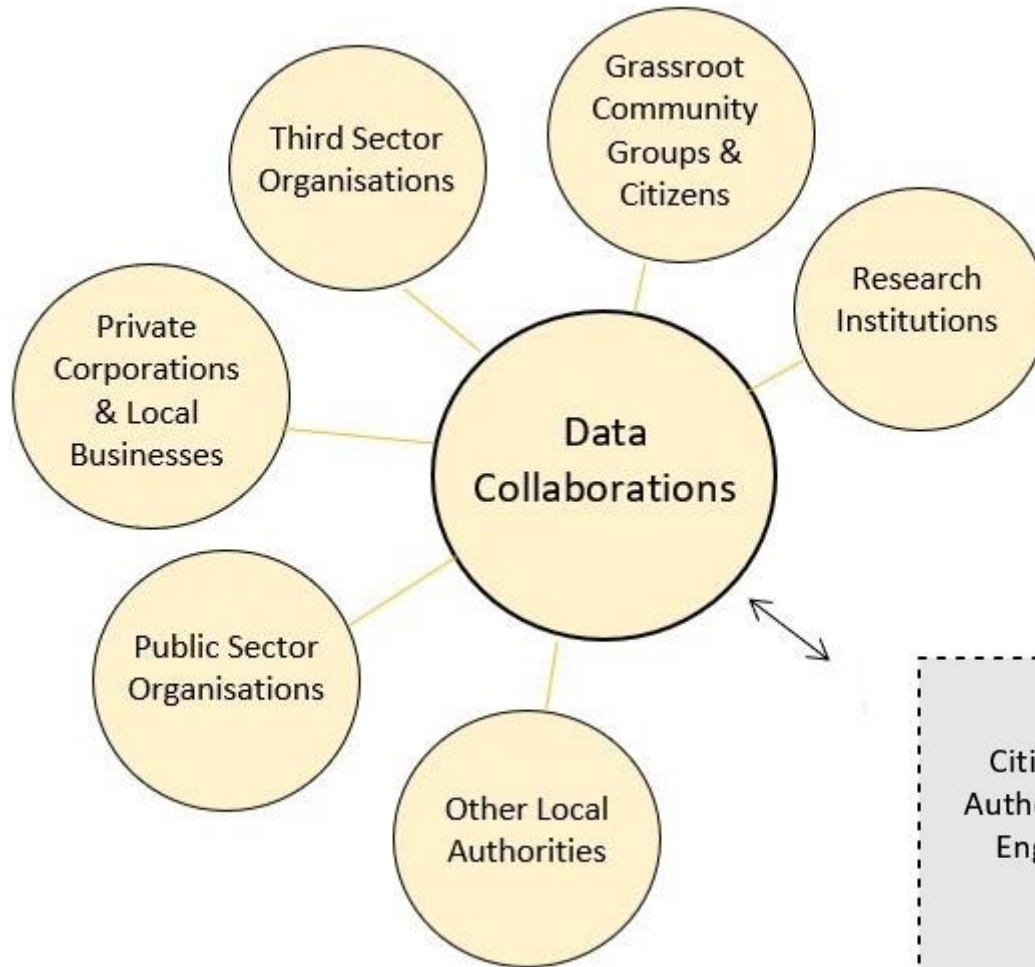 Grassroot
Community
Groups &
Citizens
Third Sector
Organisations
Research
Institutions
Private
Corporations
& Local
Businesses
Data
Collaborations
Public Sector
Organisations
Other Local
Authorities